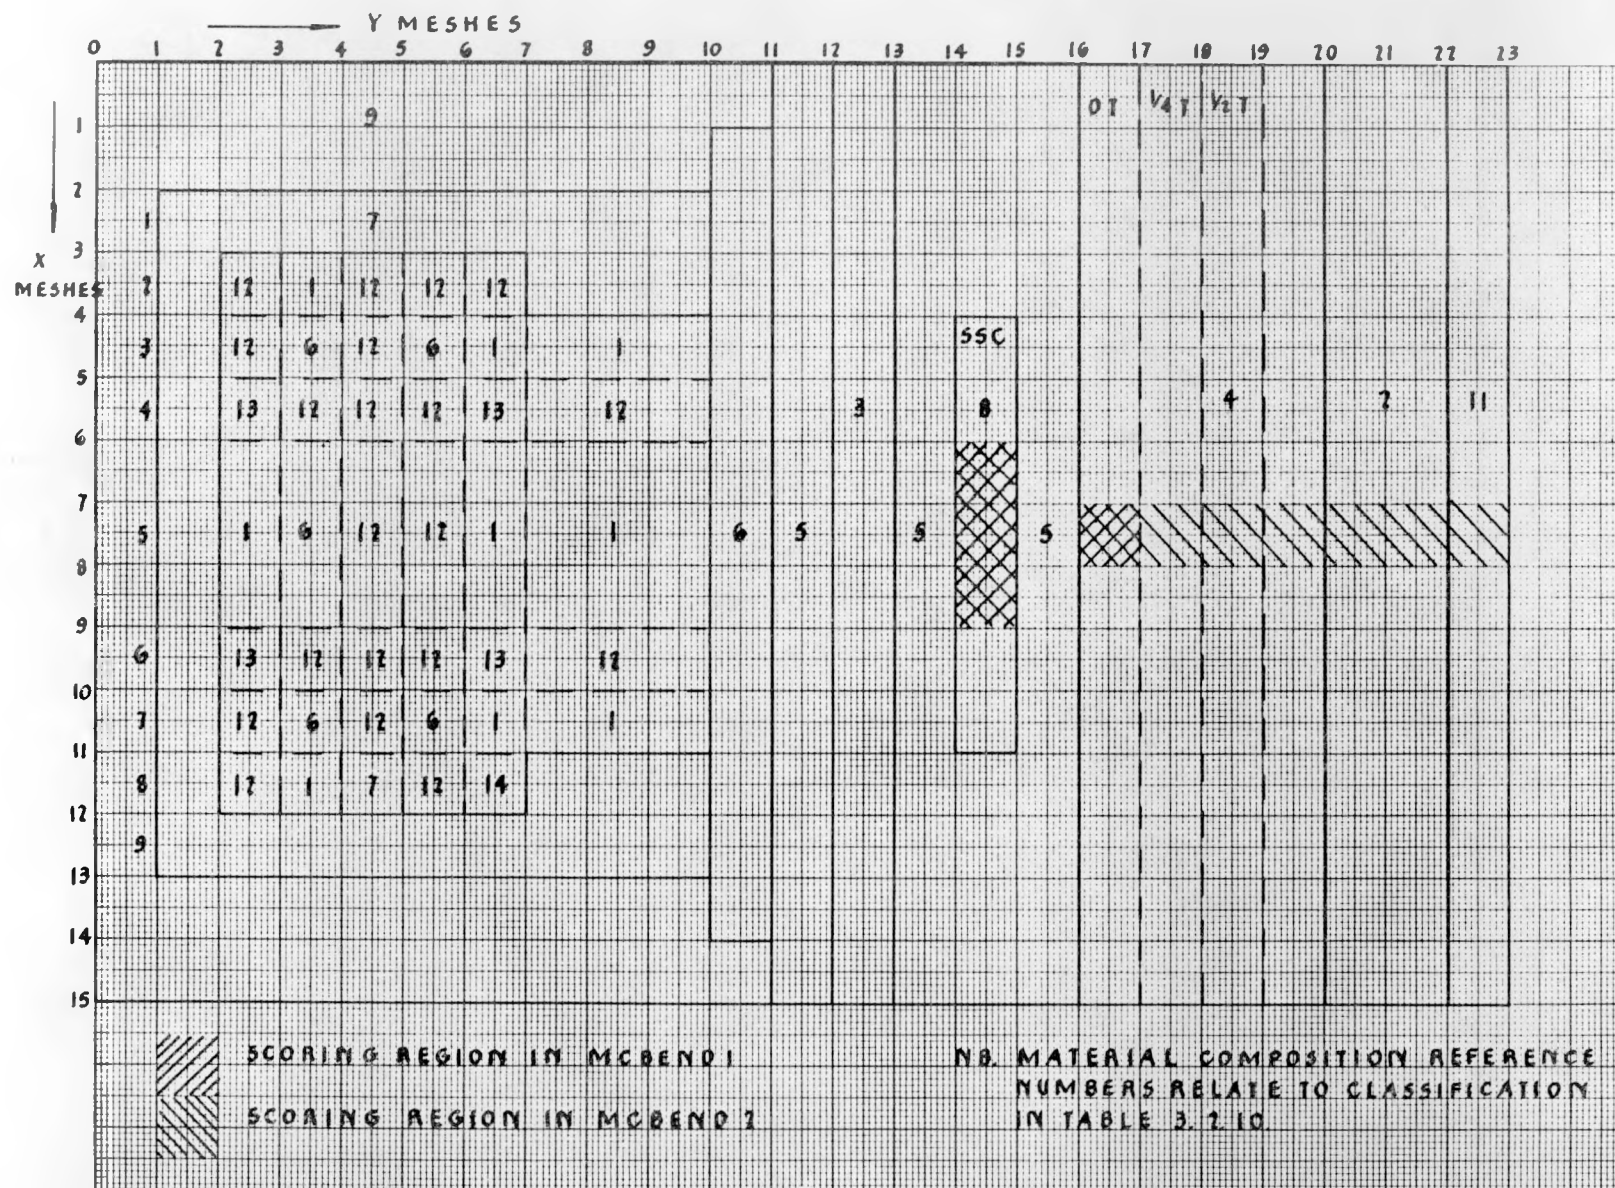 Y MESHES
0 1 2 3 4 5 6 7 8 9 10 11 12 13 14 15 16 17 18 19 20 21 22 23
9
0T 1/4 T 1/2 T
1
2
1 7
3
X
MESHES
2 12 1 12 12 12
4
SSC
3 12 6 12 6 1 1
5
4 13 12 12 12 13 12 3 8 4 2 11
6
7
5 1 6 12 12 1 1 6 5 5 5
8
9
6 13 12 12 12 13 12
10
7 12 6 12 6 1 1
11
8 12 1 7 12 14
12
9
13
14
15
SCORING REGION IN MCBEND 1
SCORING REGION IN MCBEND 2
NB. MATERIAL COMPOSITION REFERENCE
NUMBERS RELATE TO CLASSIFICATION
IN TABLE 3.2.10.